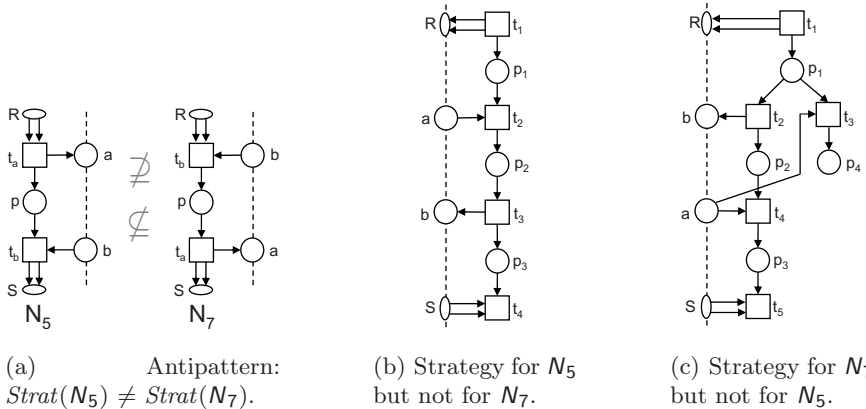 R
t_a
a
p
t_b
b
S
N_5
⊉
⊈
R
t_b
b
p
t_a
a
S
N_7
R
t_1
p_1
a
t_2
p_2
b
t_3
p_3
S
t_4
R
t_1
p_1
b
t_2
t_3
p_2
p_4
a
t_4
p_3
S
t_5
(a) Antipattern:
Strat(N_5) ≠ Strat(N_7).
(b) Strategy for N_5
but not for N_7.
(c) Strategy for N
but not for N_5.